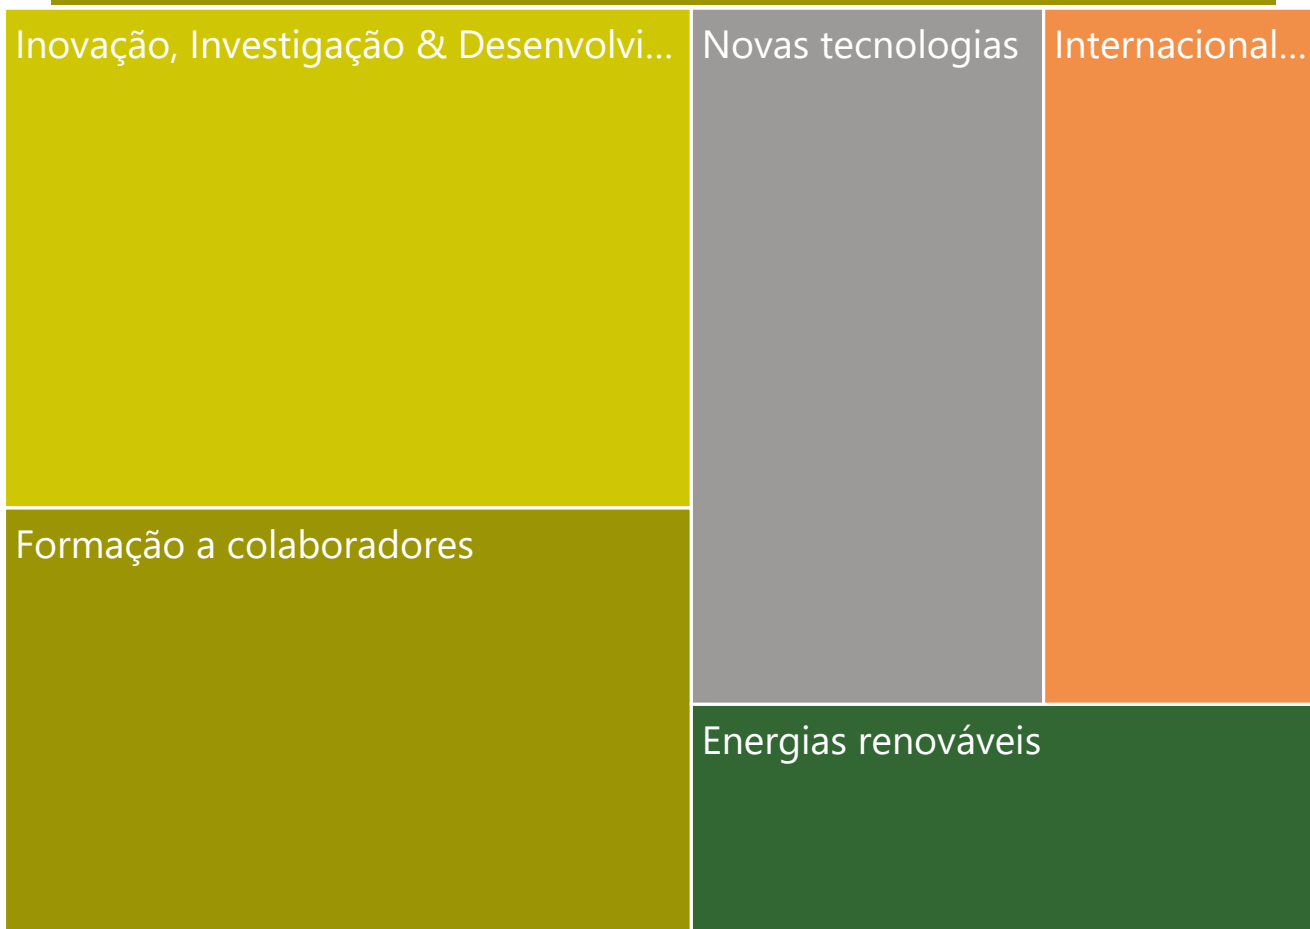 Inovação, Investigação & Desenvolvi...
Novas tecnologias
Internacional...
Formação a colaboradores
Energias renováveis